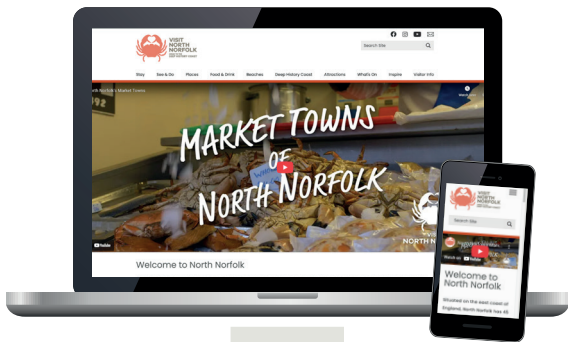 VISIT
NORTH
NORFOLK
Search Site
Stay See & Do Places Food & Drink Beaches Deep History Coast Attractions What's On Inspire Visitor Info
North Norfolk's Market Towns
MARKET TOWNS
OF
NORTH NORFOLK
YouTube
Welcome to North Norfolk
VISIT
NORTH
NORFOLK
Search Site
Watch on YouTube
Welcome to
North Norfolk
Situated on the east coast of
England, North Norfolk has 45